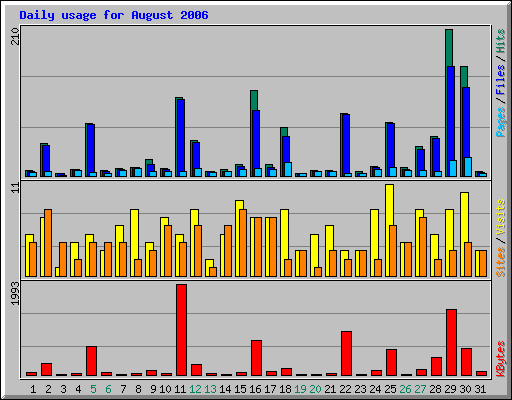 Daily usage for August 2006
210
Pages / Files / Hits
11
Sites / Visits
1993
KBytes
1 2 3 4 5 6 7 8 9 10 11 12 13 14 15 16 17 18 19 20 21 22 23 24 25 26 27 28 29 30 31